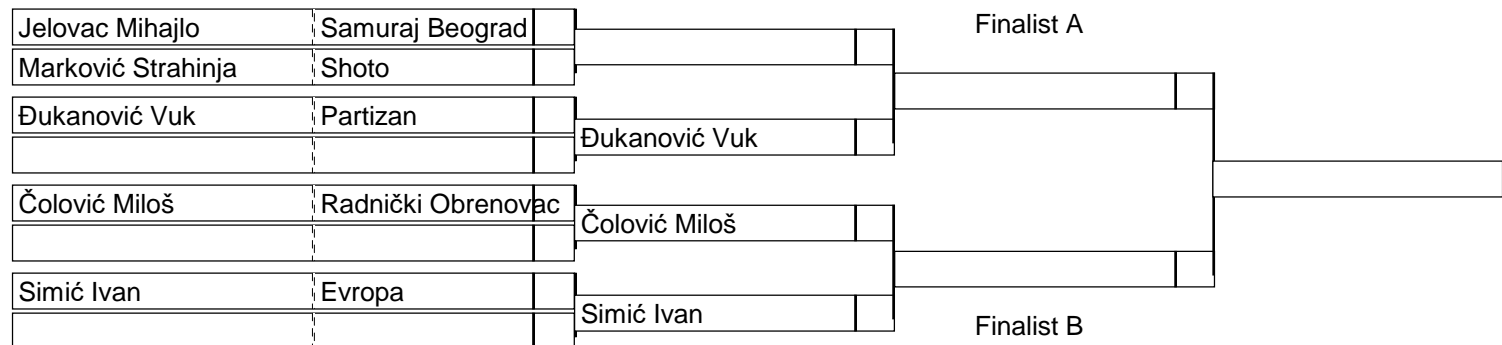 Jelovac Mihajlo Samuraj Beograd
Marković Strahinja Shoto
Đukanović Vuk Partizan
Čolović Miloš Radnički Obrenovac
Simić Ivan Evropa
Đukanović Vuk
Čolović Miloš
Simić Ivan
Finalist A
Finalist B